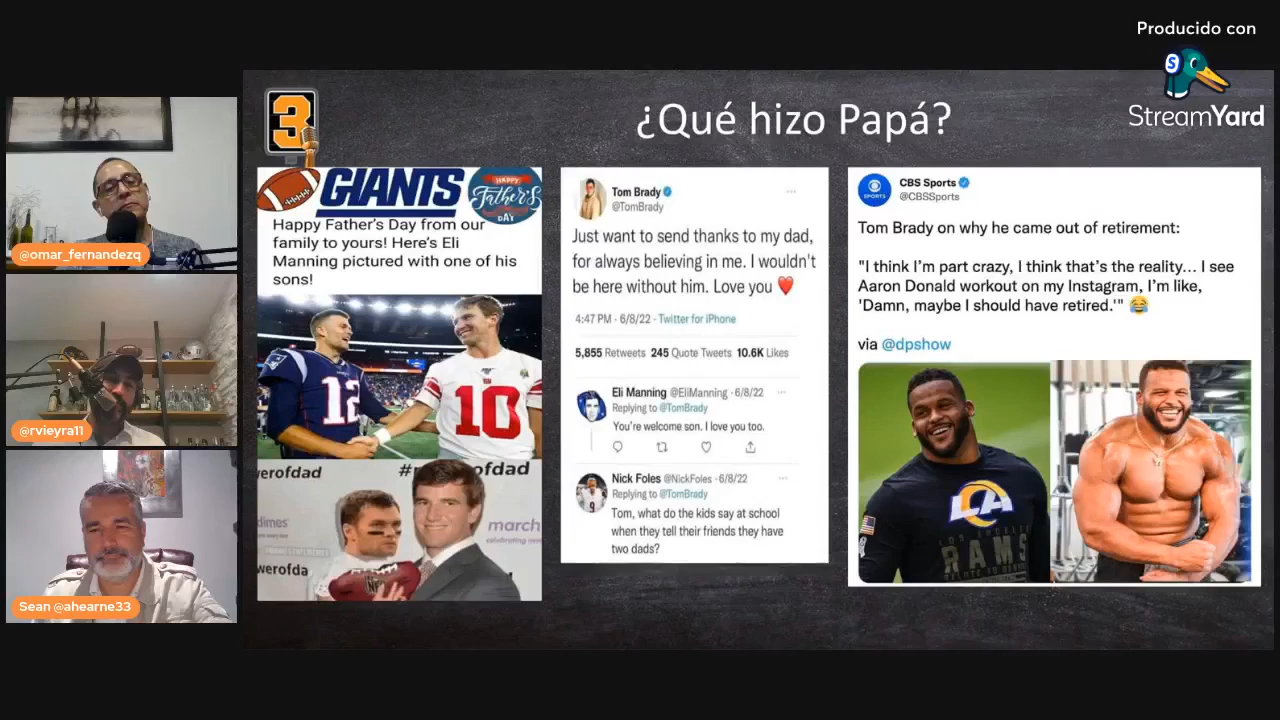 Producido con
StreamYard
@omar_fernandezq
@rvieyra11
Sean @ahearne33
3
¿Qué hizo Papá?
GIANTS
HAPPY
Father's
DAY
Happy Father's Day from our
family to yours! Here's Eli
Manning pictured with one of his
sons!
12
10
werofdad
march
werofda
Tom Brady
@TomBrady
Just want to send thanks to my dad,
for always believing in me. I wouldn't
be here without him. Love you
4:47 PM · 6/8/22 · Twitter for iPhone
5,855 Retweets 245 Quote Tweets 10.6K Likes
Eli Manning @EliManning · 6/8/22
Replying to @TomBrady
You're welcome son. I love you too.
Nick Foles @NickFoles · 6/8/22
Replying to @TomBrady
Tom, what do the kids say at school
when they tell their friends they have
two dads?
CBS Sports
@CBSSports
Tom Brady on why he came out of retirement:
"I think I'm part crazy, I think that's the reality... I see
Aaron Donald workout on my Instagram, I'm like,
'Damn, maybe I should have retired.'"
via @dpshow
LA
LOS ANGELES
RAMS